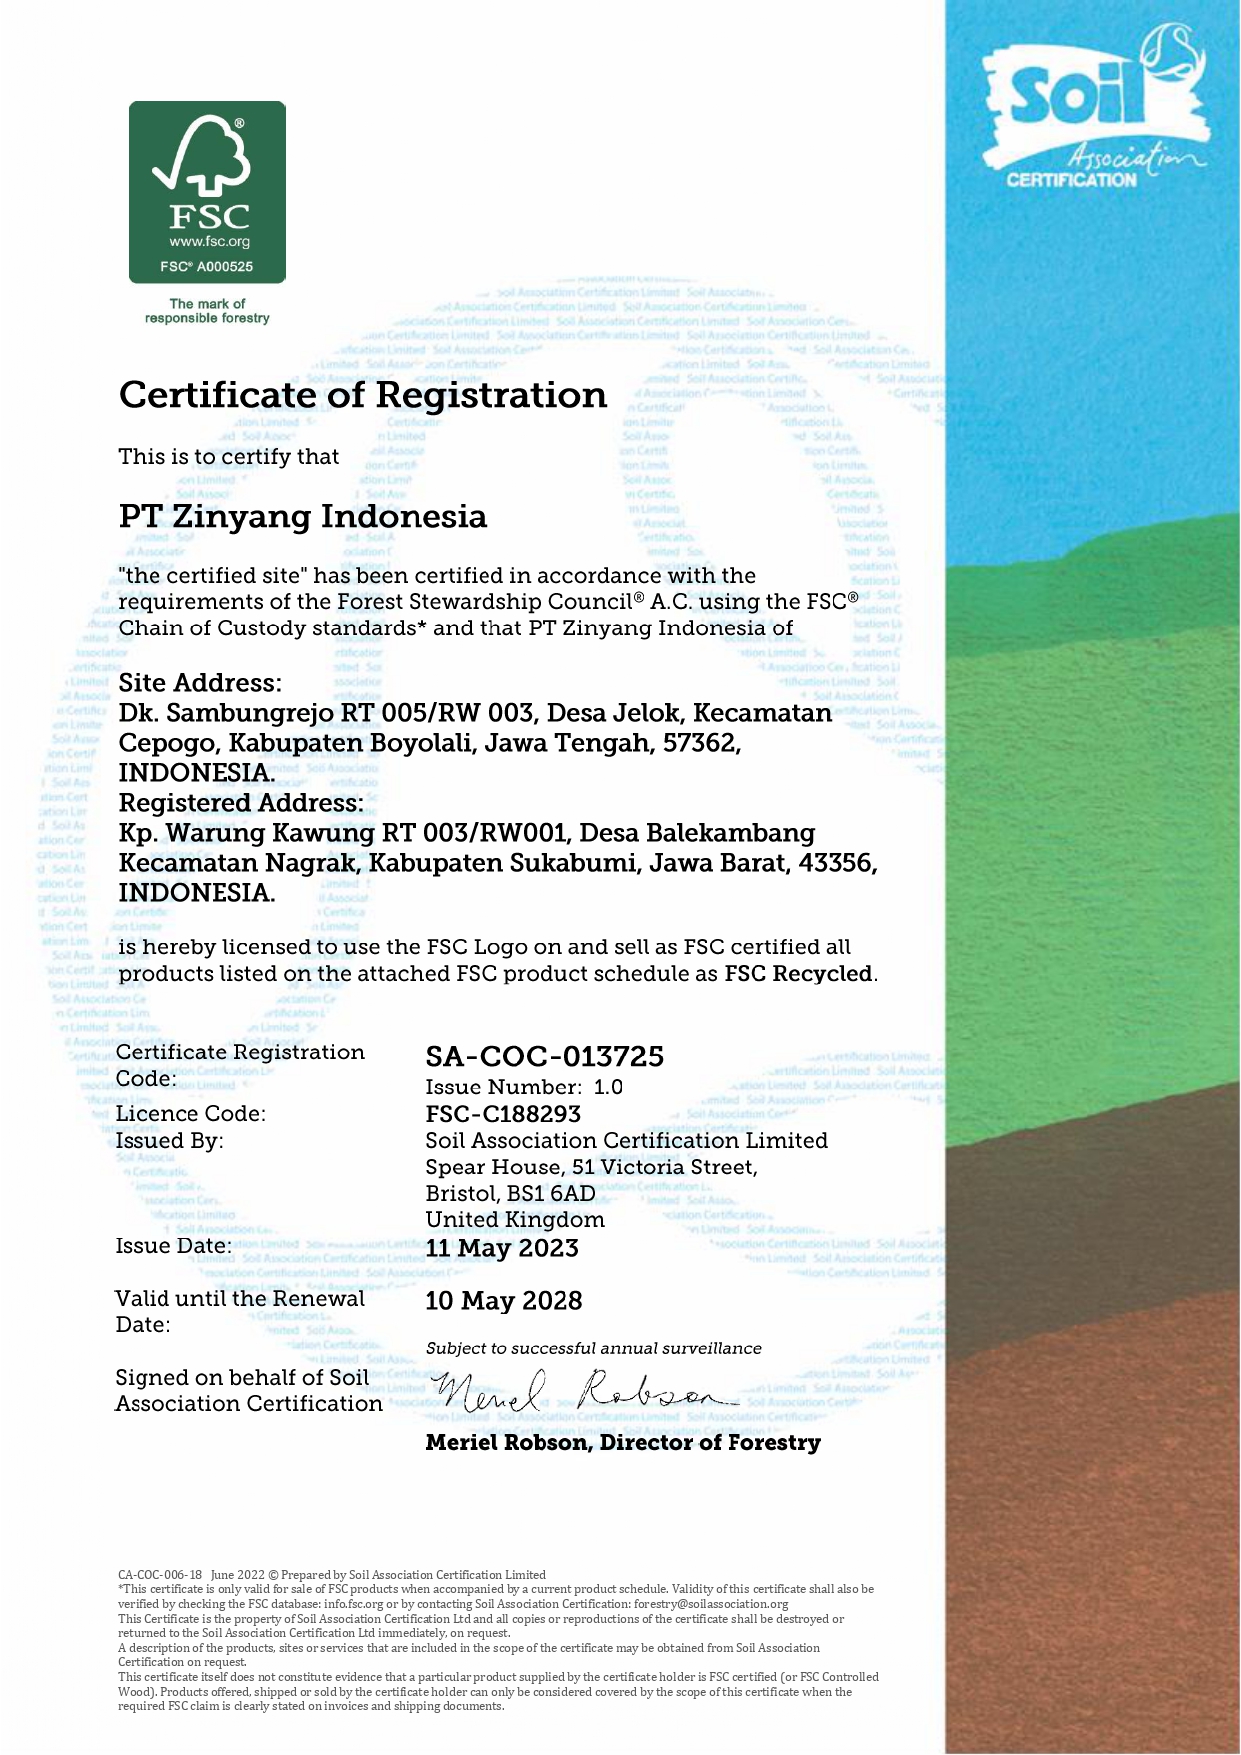 Soil
Association
CERTIFICATION
FSC
www.fsc.org
FSC® A000525
The mark of
responsible forestry
Certificate of Registration
This is to certify that
PT Zinyang Indonesia
"the certified site" has been certified in accordance with the
requirements of the Forest Stewardship Council® A.C. using the FSC®
Chain of Custody standards* and that PT Zinyang Indonesia of
Site Address:
Dk. Sambungrejo RT 005/RW 003, Desa Jelok, Kecamatan
Cepogo, Kabupaten Boyolali, Jawa Tengah, 57362,
INDONESIA.
Registered Address:
Kp. Warung Kawung RT 003/RW001, Desa Balekambang
Kecamatan Nagrak, Kabupaten Sukabumi, Jawa Barat, 43356,
INDONESIA.
is hereby licensed to use the FSC Logo on and sell as FSC certified all
products listed on the attached FSC product schedule as FSC Recycled.
Certificate Registration
Code:
SA-COC-013725
Issue Number: 1.0
Licence Code:
FSC-C188293
Issued By:
Soil Association Certification Limited
Spear House, 51 Victoria Street,
Bristol, BS1 6AD
United Kingdom
Issue Date:
11 May 2023
Valid until the Renewal
Date:
10 May 2028
Subject to successful annual surveillance
Signed on behalf of Soil
Association Certification
Meriel Robson
Meriel Robson, Director of Forestry
CA-COC-006-18 June 2022 © Prepared by Soil Association Certification Limited
*This certificate is only valid for sale of FSC products when accompanied by a current product schedule. Validity of this certificate shall also be
verified by checking the FSC database: info.fsc.org or by contacting Soil Association Certification: forestry@soilassociation.org
This Certificate is the property of Soil Association Certification Ltd and all copies or reproductions of the certificate shall be destroyed or
returned to the Soil Association Certification Ltd immediately, on request.
A description of the products, sites or services that are included in the scope of the certificate may be obtained from Soil Association
Certification on request.
This certificate itself does not constitute evidence that a particular product supplied by the certificate holder is FSC certified (or FSC Controlled
Wood). Products offered, shipped or sold by the certificate holder can only be considered covered by the scope of this certificate when the
required FSC claim is clearly stated on invoices and shipping documents.